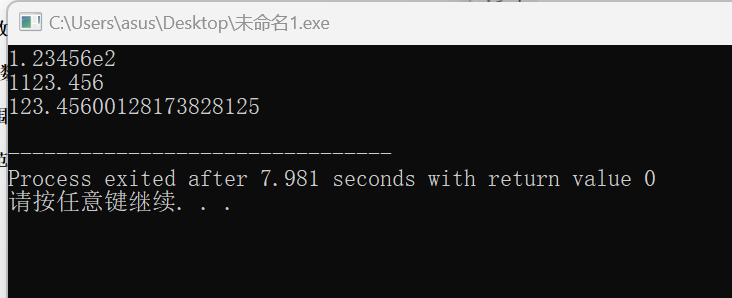 C:\Users\asus\Desktop\未命名1.exe
1.23456e2
1123.456
123.45600128173828125
--------------------------------
Process exited after 7.981 seconds with return value 0
请按任意键继续. . .